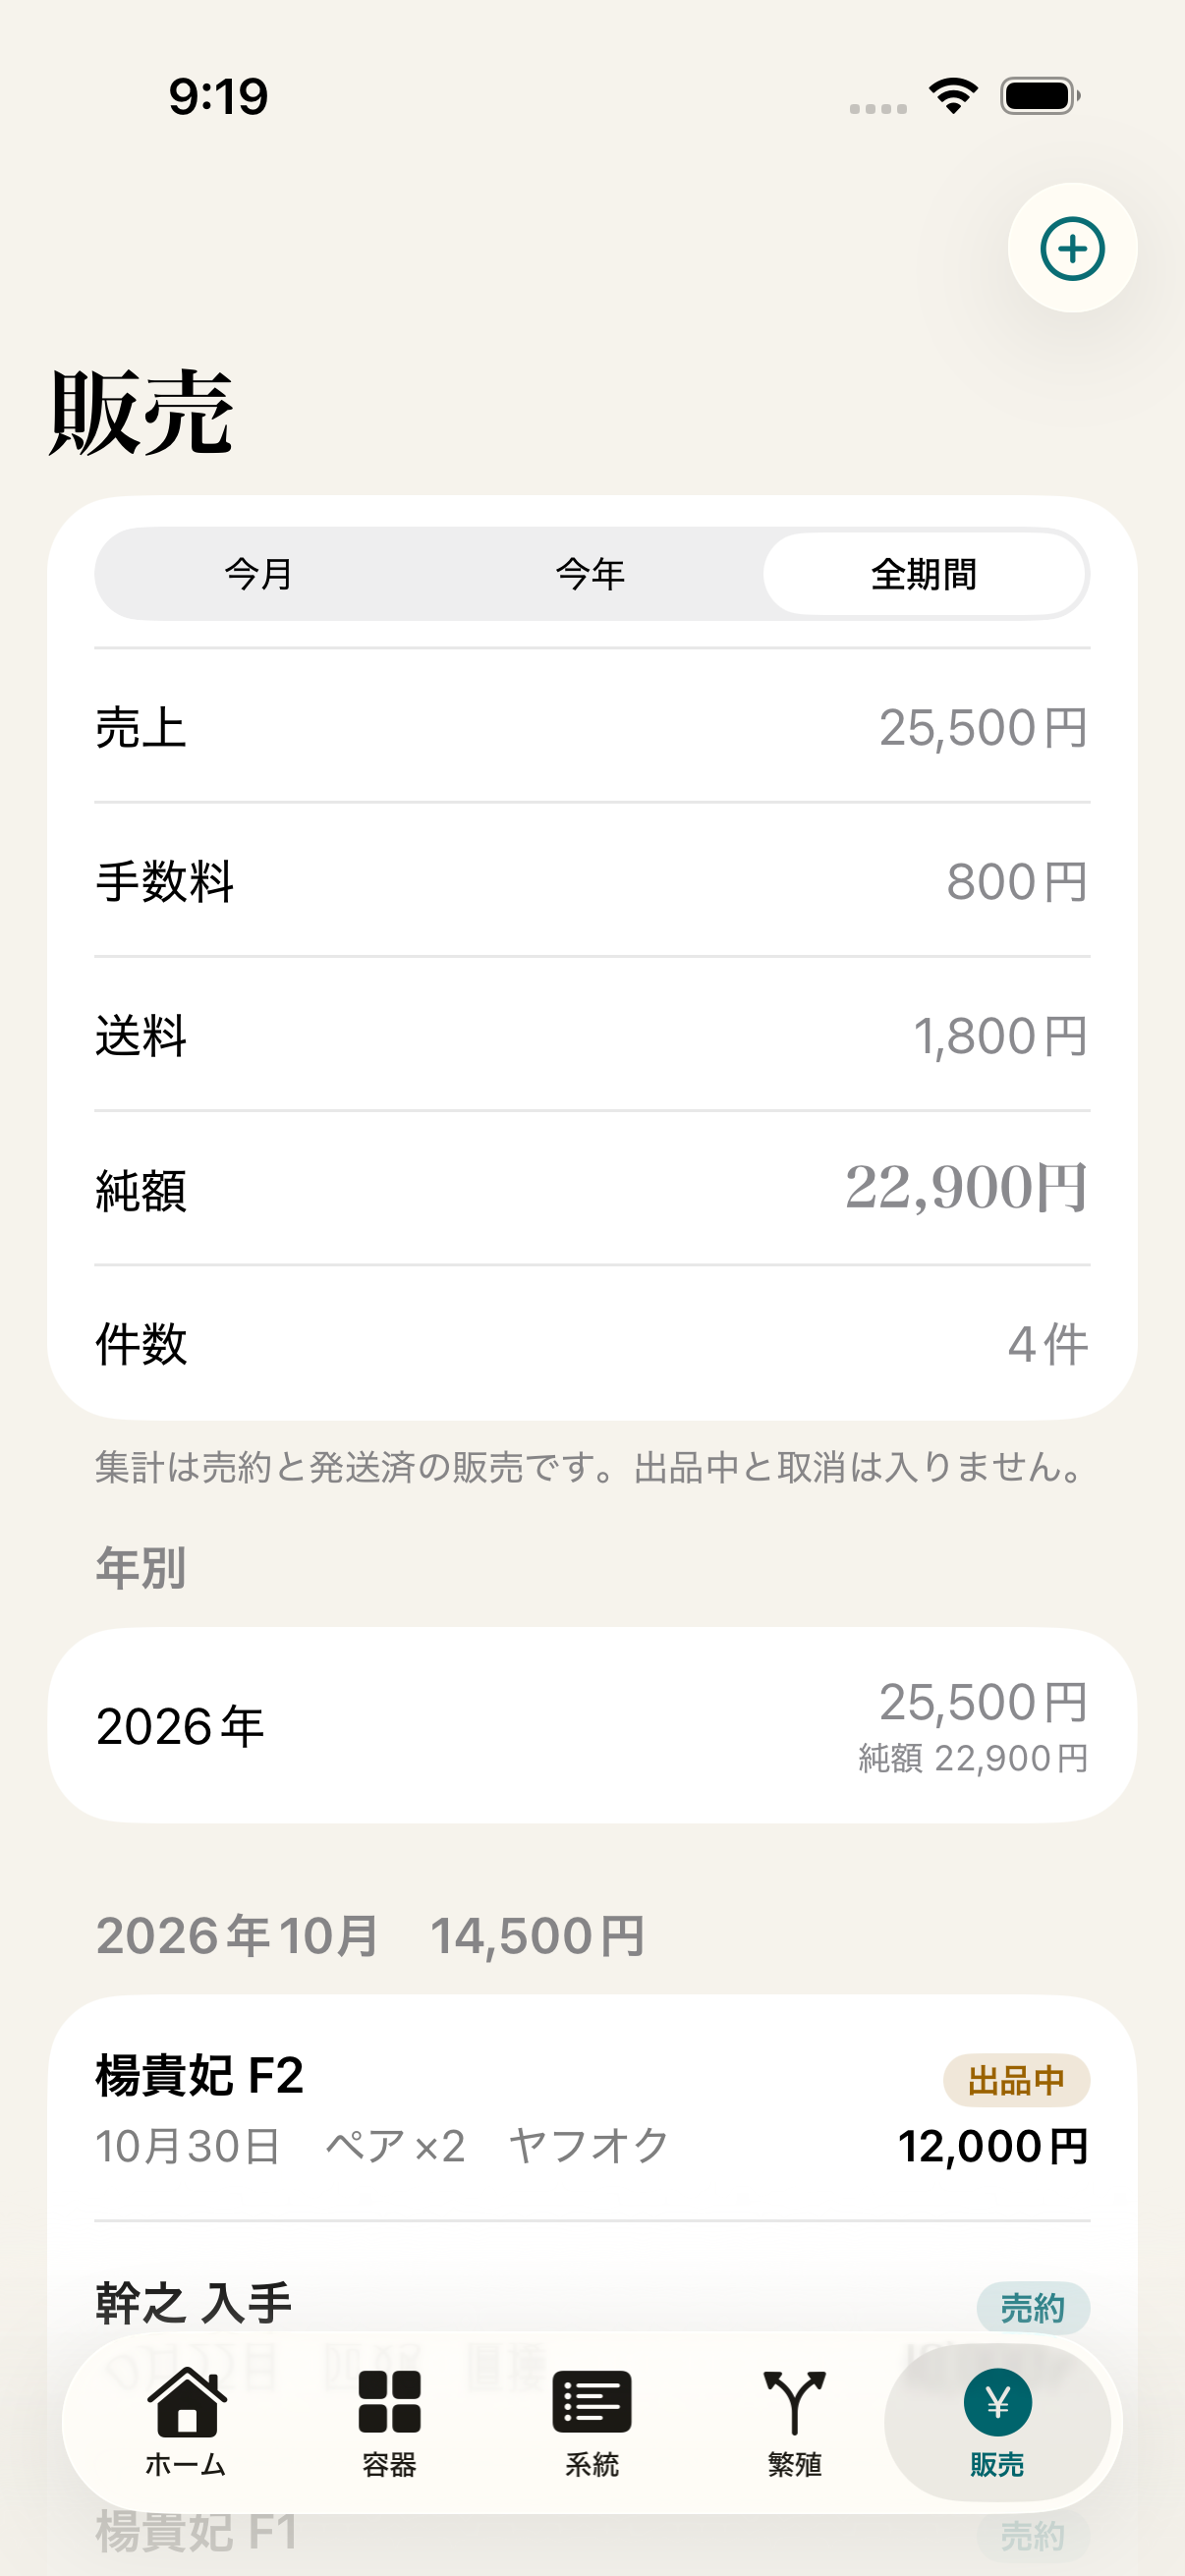 9:19
販売
今月 今年 全期間
売上 25,500円
手数料 800円
送料 1,800円
純額 22,900円
件数 4件
集計は売約と発送済の販売です。出品中と取消は入りません。
年別
2026年 25,500円
純額 22,900円
2026年10月 14,500円
楊貴妃 F2 出品中
10月30日 ペア×2 ヤフオク 12,000円
幹之 入手 売約
ホーム 容器 系統 繁殖 販売
楊貴妃 F1 売約